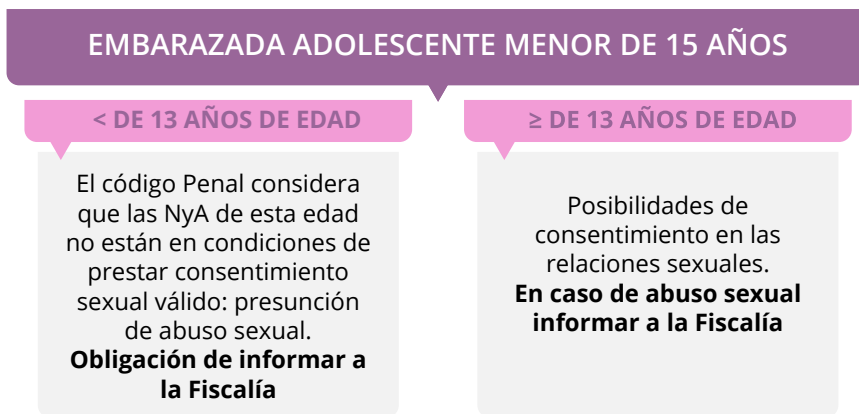 EMBARAZADA ADOLESCENTE MENOR DE 15 AÑOS
< DE 13 AÑOS DE EDAD
El código Penal considera
que las NyA de esta edad
no están en condiciones de
prestar consentimiento
sexual válido: presunción
de abuso sexual.
Obligación de informar a
la Fiscalía
≥ DE 13 AÑOS DE EDAD
Posibilidades de
consentimiento en las
relaciones sexuales.
En caso de abuso sexual
informar a la Fiscalía